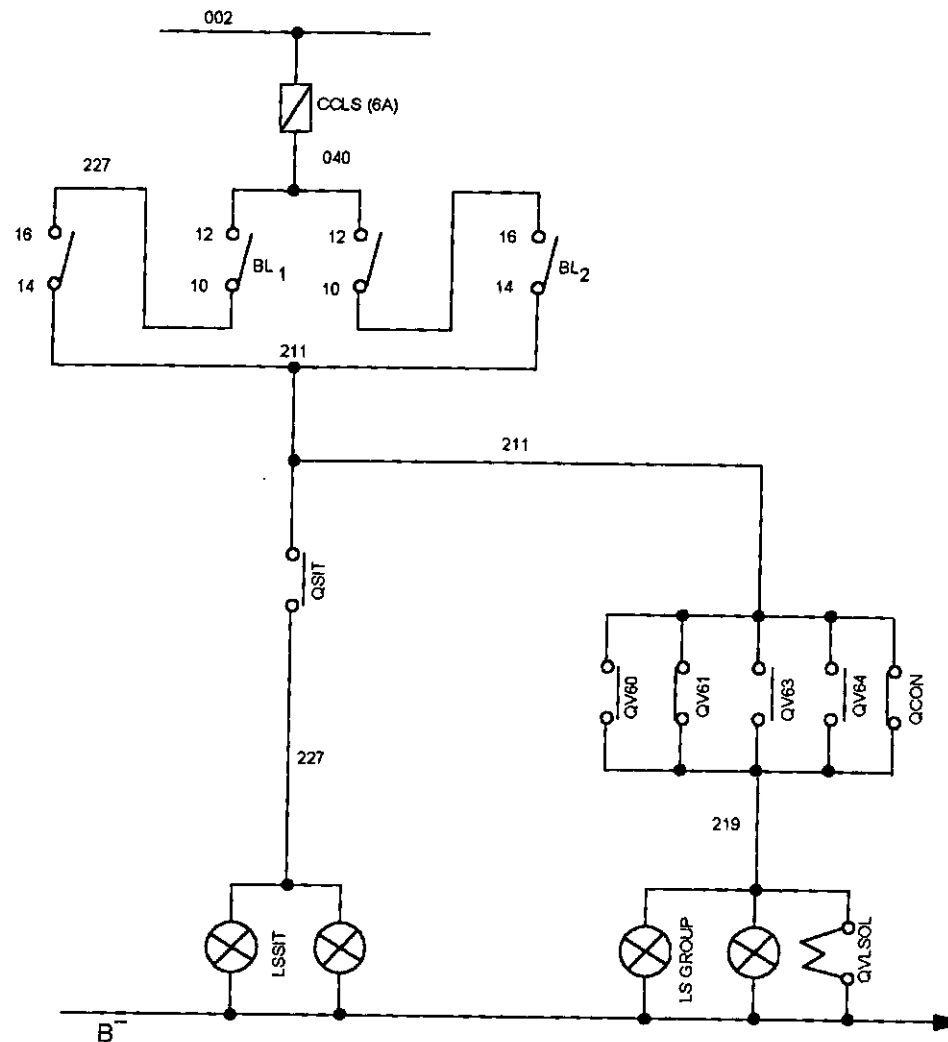 002
CCLS (6A)
040
227
16
12
12
16
BL 1
BL 2
14
10
10
14
211
211
QSIT
QV60
QV61
QV63
QV64
QCON
227
219
LSSIT
LS GROUP
QVLSOL
B-